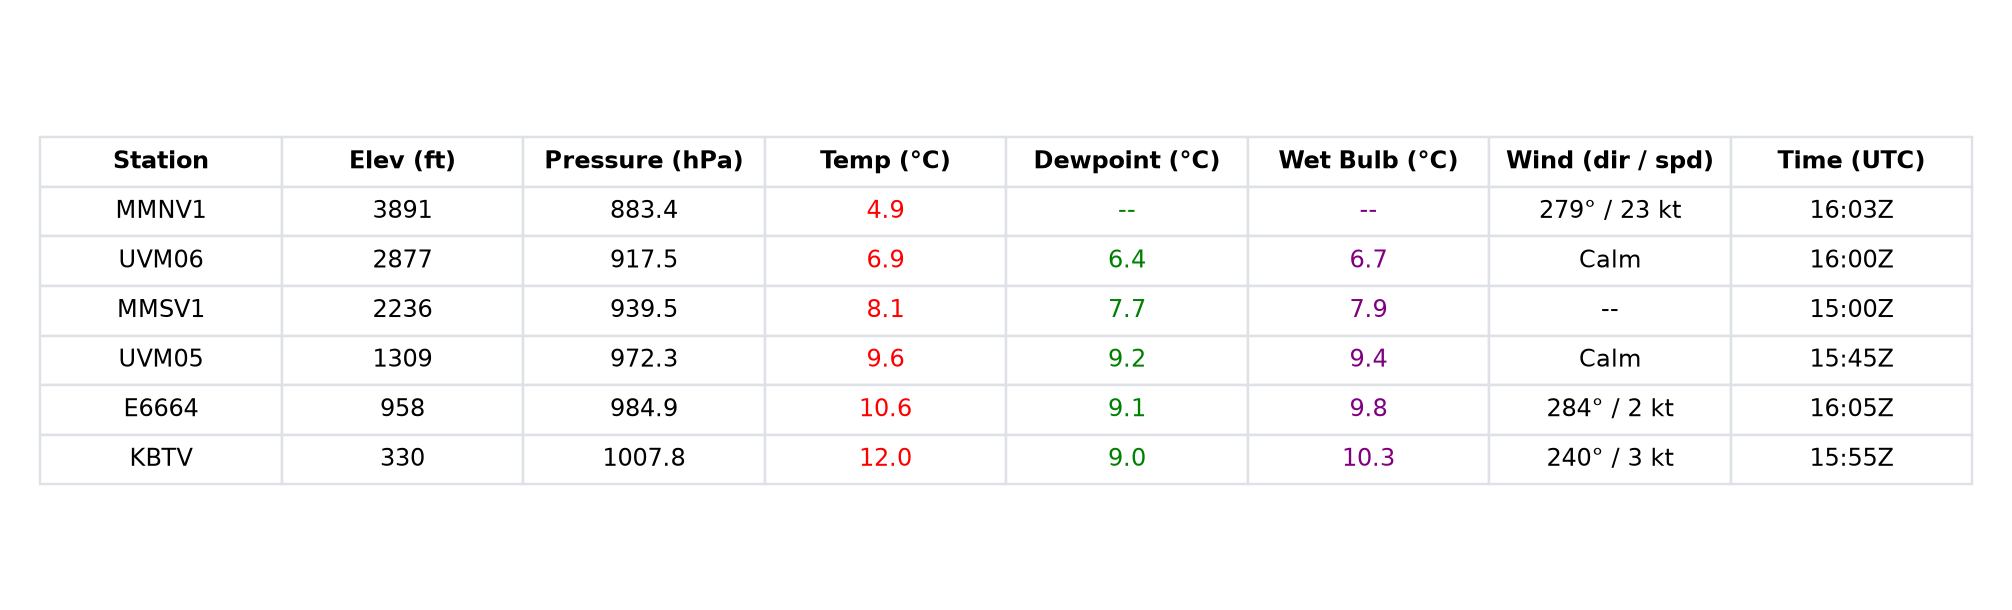 Station Elev (ft) Pressure (hPa) Temp (°C) Dewpoint (°C) Wet Bulb (°C) Wind (dir / spd) Time (UTC)
MMNV1 3891 883.4 4.9 -- -- 279° / 23 kt 16:03Z
UVM06 2877 917.5 6.9 6.4 6.7 Calm 16:00Z
MMSV1 2236 939.5 8.1 7.7 7.9 -- 15:00Z
UVM05 1309 972.3 9.6 9.2 9.4 Calm 15:45Z
E6664 958 984.9 10.6 9.1 9.8 284° / 2 kt 16:05Z
KBTV 330 1007.8 12.0 9.0 10.3 240° / 3 kt 15:55Z